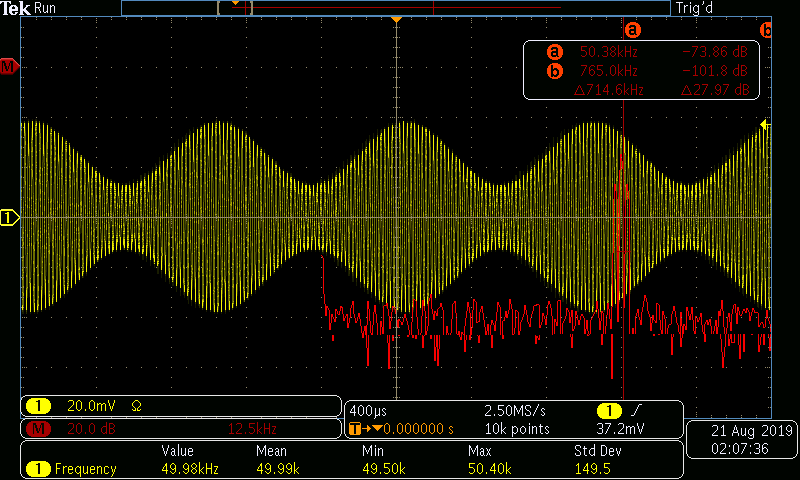 Tek Run Trig'd
a b
a 50.38kHz −73.86 dB
b 765.0kHz −101.8 dB
△714.6kHz △27.97 dB
M
1
1 20.0mV Ω
M 20.0 dB 12.5kHz
400µs 2.50MS/s 1
T→▼0.000000 s 10k points 37.2mV
21 Aug 2019
02:07:36
Value Mean Min Max Std Dev
1 Frequency 49.98kHz 49.99k 49.50k 50.40k 149.5